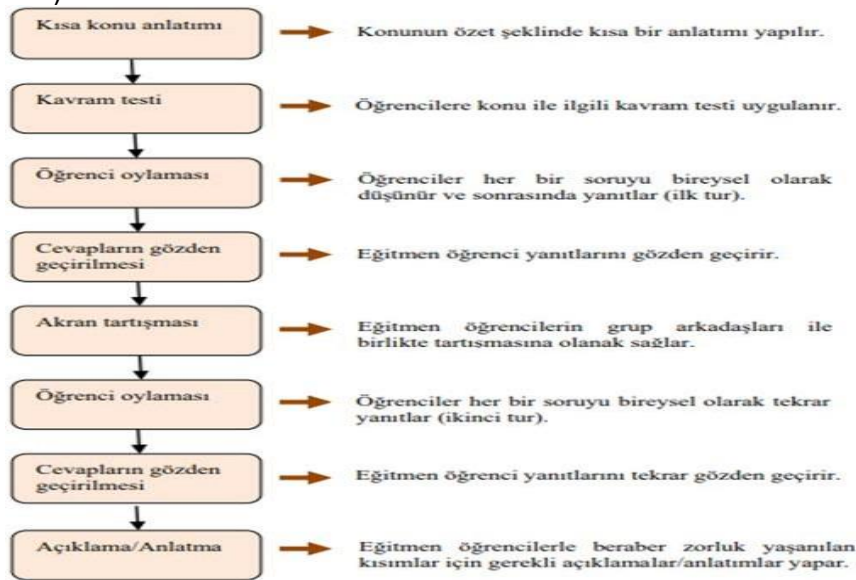 Kısa konu anlatımı
Konunun özet şeklinde kısa bir anlatımı yapılır.
Kavram testi
Öğrencilere konu ile ilgili kavram testi uygulanır.
Öğrenci oylaması
Öğrenciler her bir soruyu bireysel olarak
düşünür ve sonrasında yanıtlar (ilk tur).
Cevapların gözden
geçirilmesi
Eğitmen öğrenci yanıtlarını gözden geçirir.
Akran tartışması
Eğitmen öğrencilerin grup arkadaşları ile
birlikte tartışmasına olanak sağlar.
Öğrenci oylaması
Öğrenciler her bir soruyu bireysel olarak tekrar
yanıtlar (ikinci tur).
Cevapların gözden
geçirilmesi
Eğitmen öğrenci yanıtlarını tekrar gözden geçirir.
Açıklama/Anlatma
Eğitmen öğrencilerle beraber zorluk yaşanılan
kısımlar için gerekli açıklamalar/anlatımlar yapar.